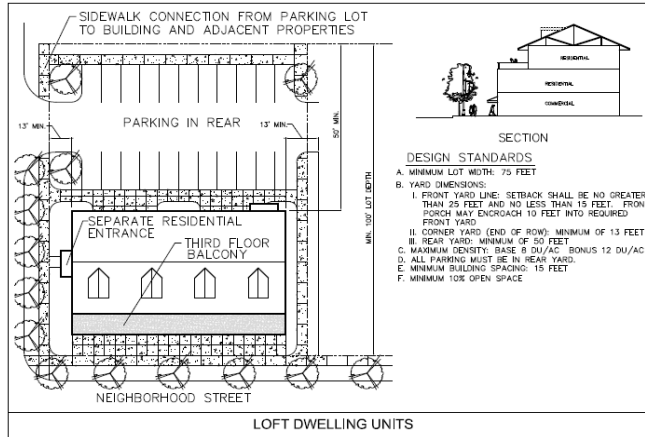 SIDEWALK CONNECTION FROM PARKING LOT
TO BUILDING AND ADJACENT PROPERTIES
PARKING IN REAR
13' MIN.
13' MIN.
50' MIN.
MIN. 100' LOT DEPTH
SEPARATE RESIDENTIAL
ENTRANCE
THIRD FLOOR
BALCONY
NEIGHBORHOOD STREET
RESIDENTIAL
RESIDENTIAL
COMMERCIAL
SECTION
DESIGN STANDARDS
A. MINIMUM LOT WIDTH: 75 FEET
B. YARD DIMENSIONS:
I. FRONT YARD LINE: SETBACK SHALL BE NO GREATER
THAN 25 FEET AND NO LESS THAN 15 FEET. FRON
PORCH MAY ENCROACH 10 FEET INTO REQUIRED
FRONT YARD
II. CORNER YARD (END OF ROW): MINIMUM OF 13 FEET
III. REAR YARD: MINIMUM OF 50 FEET
C. MAXIMUM DENSITY: BASE 8 DU/AC BONUS 12 DU/AC
D. ALL PARKING MUST BE IN REAR YARD.
E. MINIMUM BUILDING SPACING: 15 FEET
F. MINIMUM 10% OPEN SPACE
LOFT DWELLING UNITS